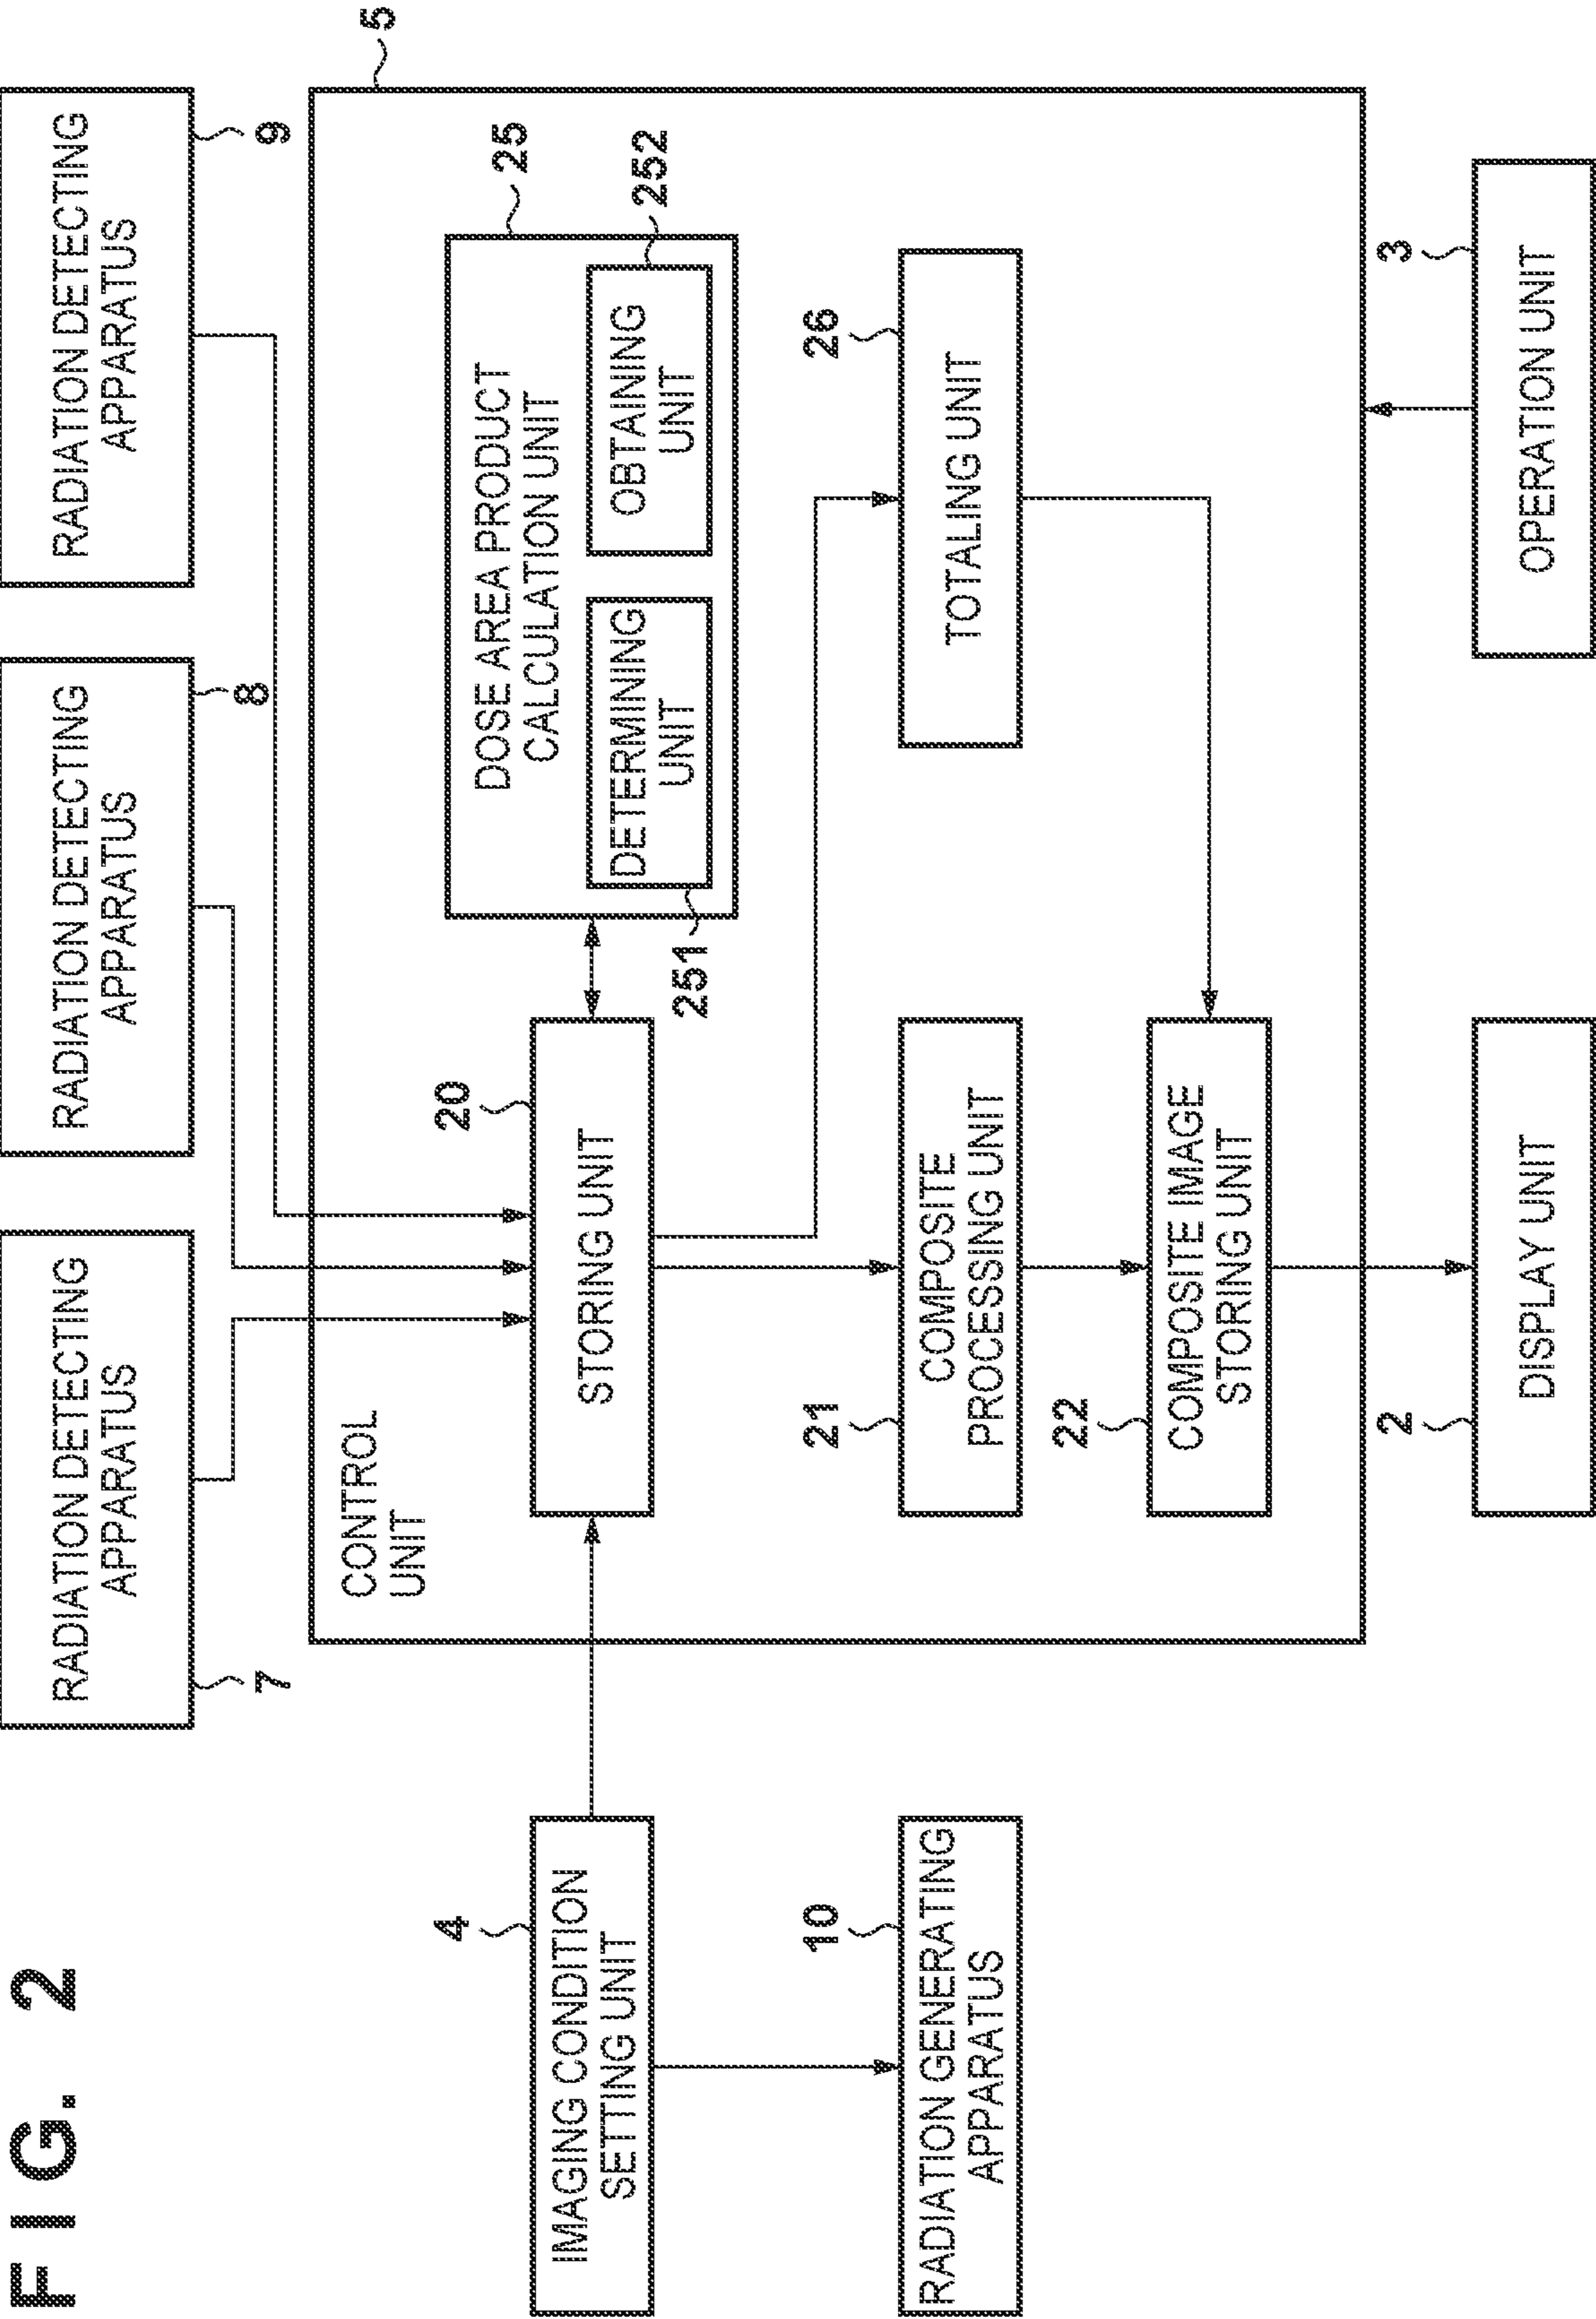 FIG. 2
RADIATION DETECTING
APPARATUS
7
RADIATION DETECTING
APPARATUS
8
RADIATION DETECTING
APPARATUS
9
5
CONTROL
UNIT
4
IMAGING CONDITION
SETTING UNIT
20
STORING UNIT
25
DOSE AREA PRODUCT
CALCULATION UNIT
251
DETERMINING
UNIT
252
OBTAINING
UNIT
10
RADIATION GENERATING
APPARATUS
21
COMPOSITE
PROCESSING UNIT
26
TOTALING UNIT
22
COMPOSITE IMAGE
STORING UNIT
2
DISPLAY UNIT
3
OPERATION UNIT